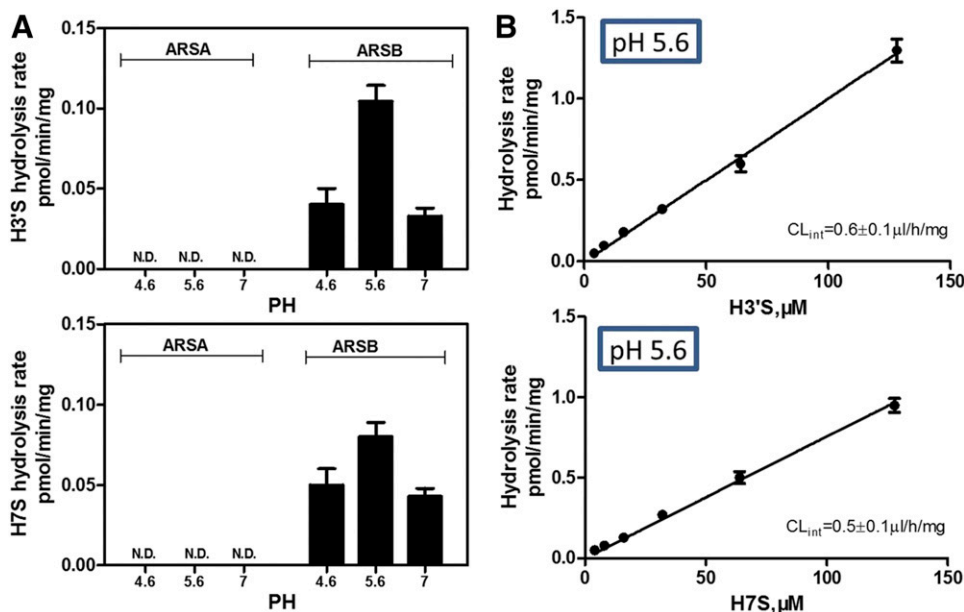 A
H3'S hydrolysis rate
pmol/min/mg
0.15
0.10
0.05
0.00
ARSA
ARSB
N.D. N.D. N.D.
4.6 5.6 7 4.6 5.6 7
PH
H7S hydrolysis rate
pmol/min/mg
0.15
0.10
0.05
0.00
ARSA
ARSB
N.D. N.D. N.D.
4.6 5.6 7 4.6 5.6 7
PH
B
pH 5.6
Hydrolysis rate
pmol/min/mg
1.5
1.0
0.5
0.0
CLint=0.6±0.1µl/h/mg
0 50 100 150
H3'S,µM
pH 5.6
Hydrolysis rate
pmol/min/mg
1.5
1.0
0.5
0.0
CLint=0.5±0.1µl/h/mg
0 50 100 150
H7S,µM